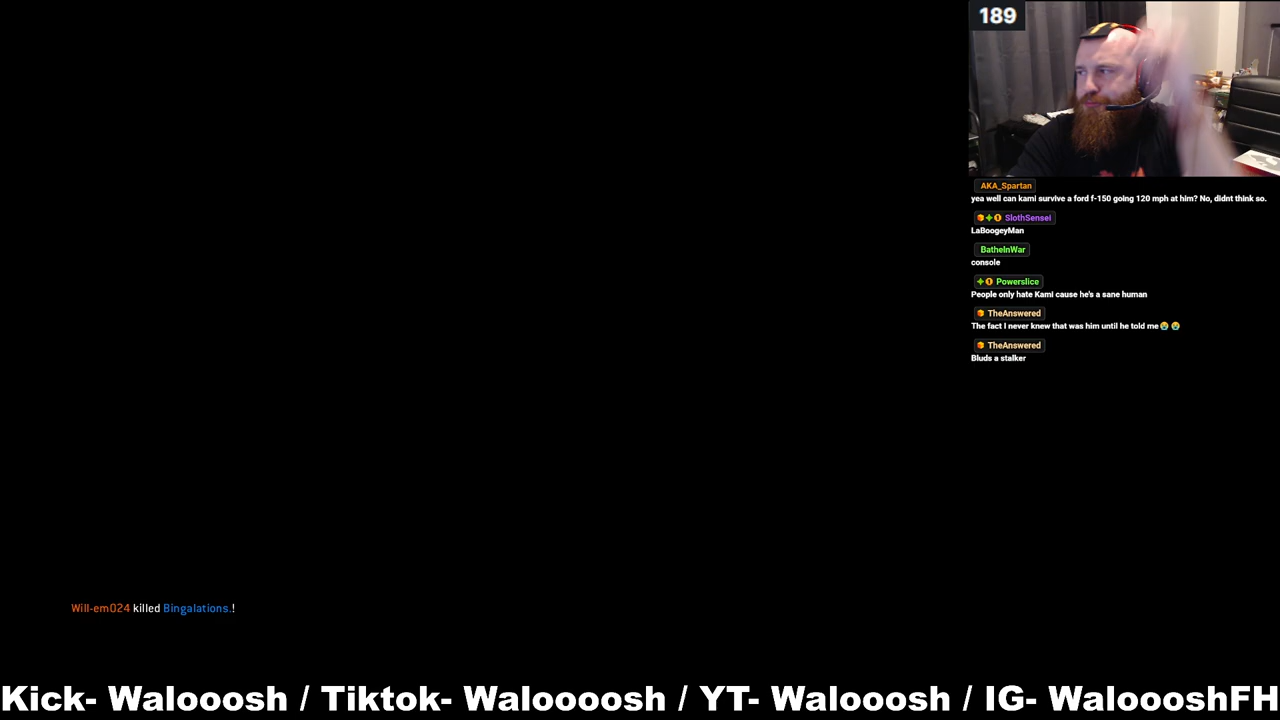 189
AKA_Spartan
yea well can kami survive a ford f-150 going 120 mph at him? No, didnt think so.
SlothSensei
LaBoogeyMan
BatheInWar
console
Powerslice
People only hate Kami cause he's a sane human
TheAnswered
The fact I never knew that was him until he told me😭😭
TheAnswered
Bluds a stalker
Will-em024 killed Bingalations.!
Kick- Walooosh / Tiktok- Waloooosh / YT- Walooosh / IG- WaloooshFH